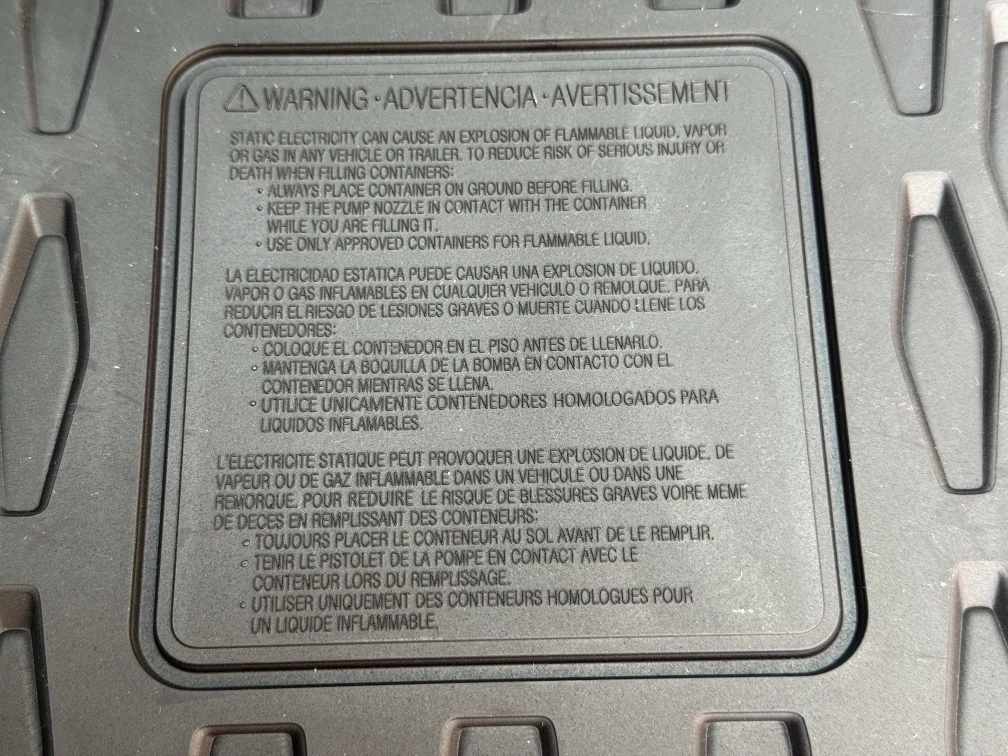 ⚠ WARNING · ADVERTENCIA · AVERTISSEMENT
STATIC ELECTRICITY CAN CAUSE AN EXPLOSION OF FLAMMABLE LIQUID, VAPOR
OR GAS IN ANY VEHICLE OR TRAILER. TO REDUCE RISK OF SERIOUS INJURY OR
DEATH WHEN FILLING CONTAINERS:
• ALWAYS PLACE CONTAINER ON GROUND BEFORE FILLING.
• KEEP THE PUMP NOZZLE IN CONTACT WITH THE CONTAINER
WHILE YOU ARE FILLING IT.
• USE ONLY APPROVED CONTAINERS FOR FLAMMABLE LIQUID.
LA ELECTRICIDAD ESTATICA PUEDE CAUSAR UNA EXPLOSION DE LIQUIDO,
VAPOR O GAS INFLAMABLES EN CUALQUIER VEHICULO O REMOLQUE. PARA
REDUCIR EL RIESGO DE LESIONES GRAVES O MUERTE CUANDO LLENE LOS
CONTENEDORES:
• COLOQUE EL CONTENEDOR EN EL PISO ANTES DE LLENARLO.
• MANTENGA LA BOQUILLA DE LA BOMBA EN CONTACTO CON EL
CONTENEDOR MIENTRAS SE LLENA.
• UTILICE UNICAMENTE CONTENEDORES HOMOLOGADOS PARA
LIQUIDOS INFLAMABLES.
L'ELECTRICITE STATIQUE PEUT PROVOQUER UNE EXPLOSION DE LIQUIDE, DE
VAPEUR OU DE GAZ INFLAMMABLE DANS UN VEHICULE OU DANS UNE
REMORQUE. POUR REDUIRE LE RISQUE DE BLESSURES GRAVES VOIRE MEME
DE DECES EN REMPLISSANT DES CONTENEURS:
• TOUJOURS PLACER LE CONTENEUR AU SOL AVANT DE LE REMPLIR.
• TENIR LE PISTOLET DE LA POMPE EN CONTACT AVEC LE
CONTENEUR LORS DU REMPLISSAGE.
• UTILISER UNIQUEMENT DES CONTENEURS HOMOLOGUES POUR
UN LIQUIDE INFLAMMABLE.